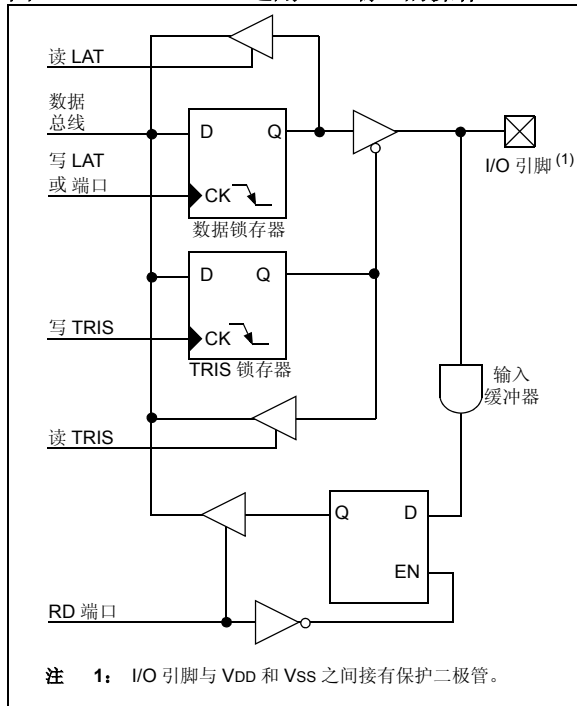 读 LAT
数据
总线
D Q
写 LAT
或 端口
CK
数据锁存器
I/O 引脚 (1)
D Q
写 TRIS
CK
TRIS 锁存器
输入
缓冲器
读 TRIS
Q D
EN
RD 端口
注 1： I/O 引脚与 VDD 和 VSS 之间接有保护二极管。